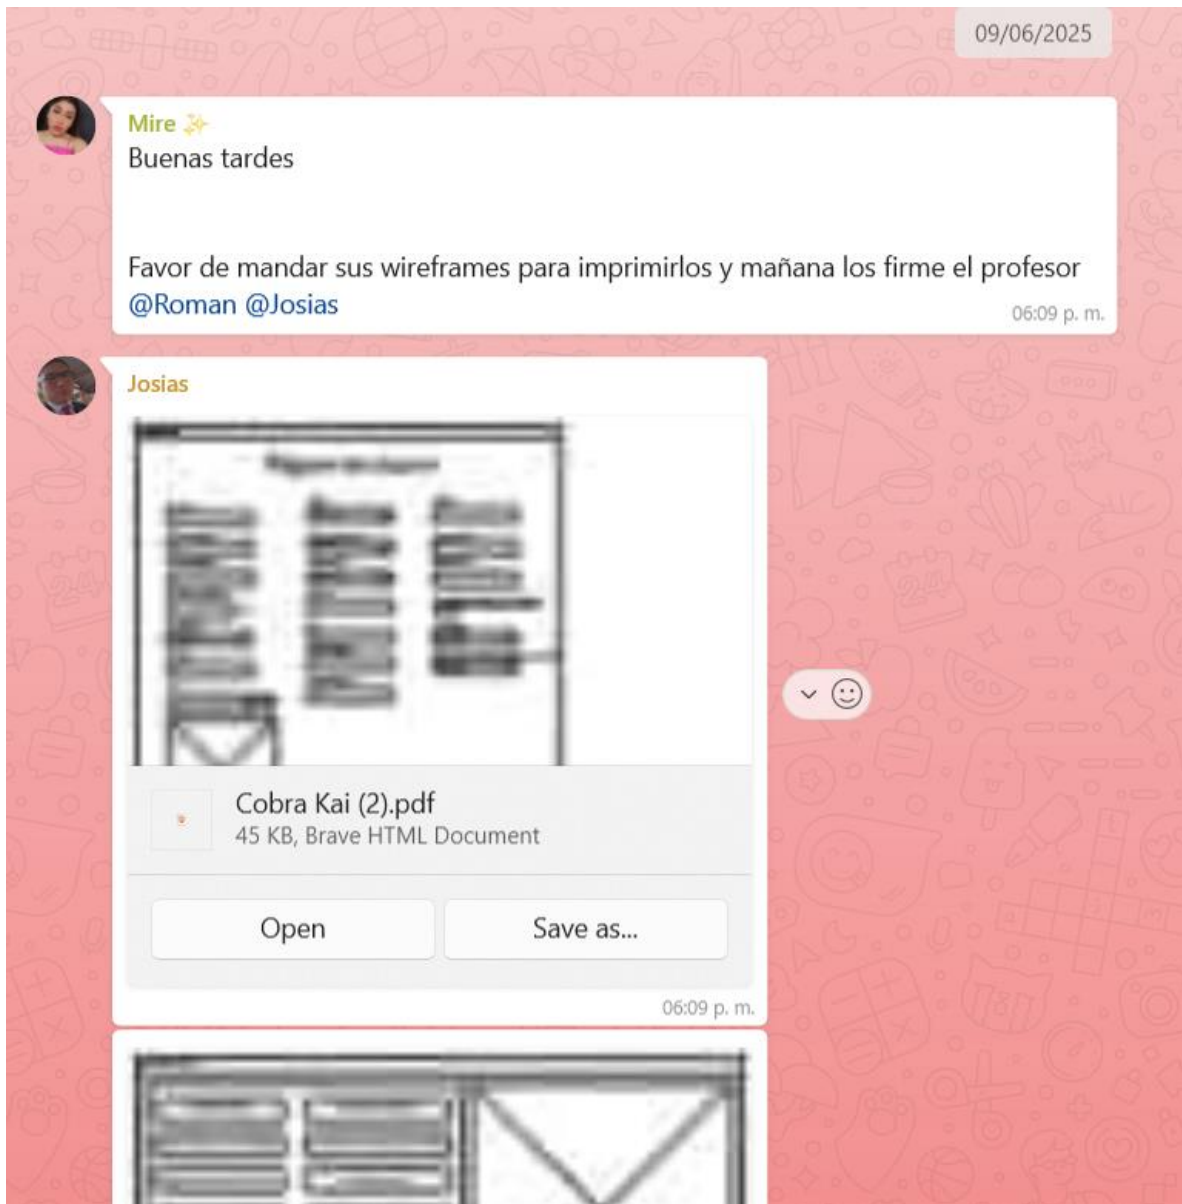 09/06/2025
Mire ✨
Buenas tardes
Favor de mandar sus wireframes para imprimirlos y mañana los firme el profesor
@Roman @Josias
06:09 p. m.
Josias
Cobra Kai (2).pdf
45 KB, Brave HTML Document
Open
Save as...
06:09 p. m.